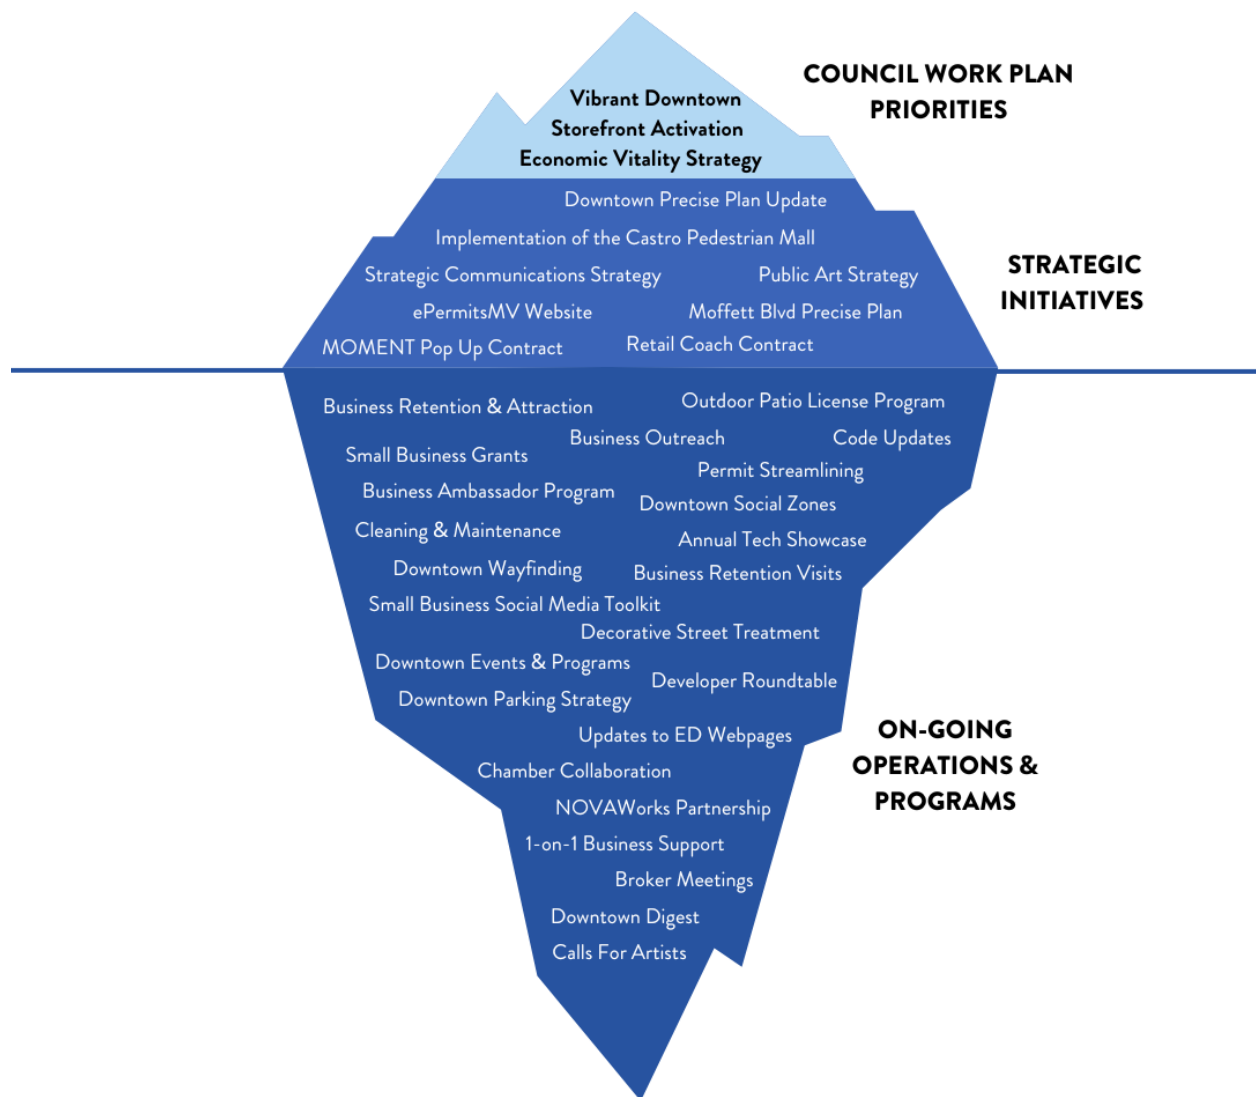 COUNCIL WORK PLAN
PRIORITIES
Vibrant Downtown
Storefront Activation
Economic Vitality Strategy
Downtown Precise Plan Update
Implementation of the Castro Pedestrian Mall
Strategic Communications Strategy
Public Art Strategy
ePermitsMV Website
Moffett Blvd Precise Plan
MOMENT Pop Up Contract
Retail Coach Contract
STRATEGIC
INITIATIVES
Business Retention & Attraction
Outdoor Patio License Program
Business Outreach
Code Updates
Small Business Grants
Permit Streamlining
Business Ambassador Program
Downtown Social Zones
Cleaning & Maintenance
Annual Tech Showcase
Downtown Wayfinding
Business Retention Visits
Small Business Social Media Toolkit
Decorative Street Treatment
Downtown Events & Programs
Developer Roundtable
Downtown Parking Strategy
Updates to ED Webpages
Chamber Collaboration
NOVAWorks Partnership
1-on-1 Business Support
Broker Meetings
Downtown Digest
Calls For Artists
ON-GOING
OPERATIONS &
PROGRAMS